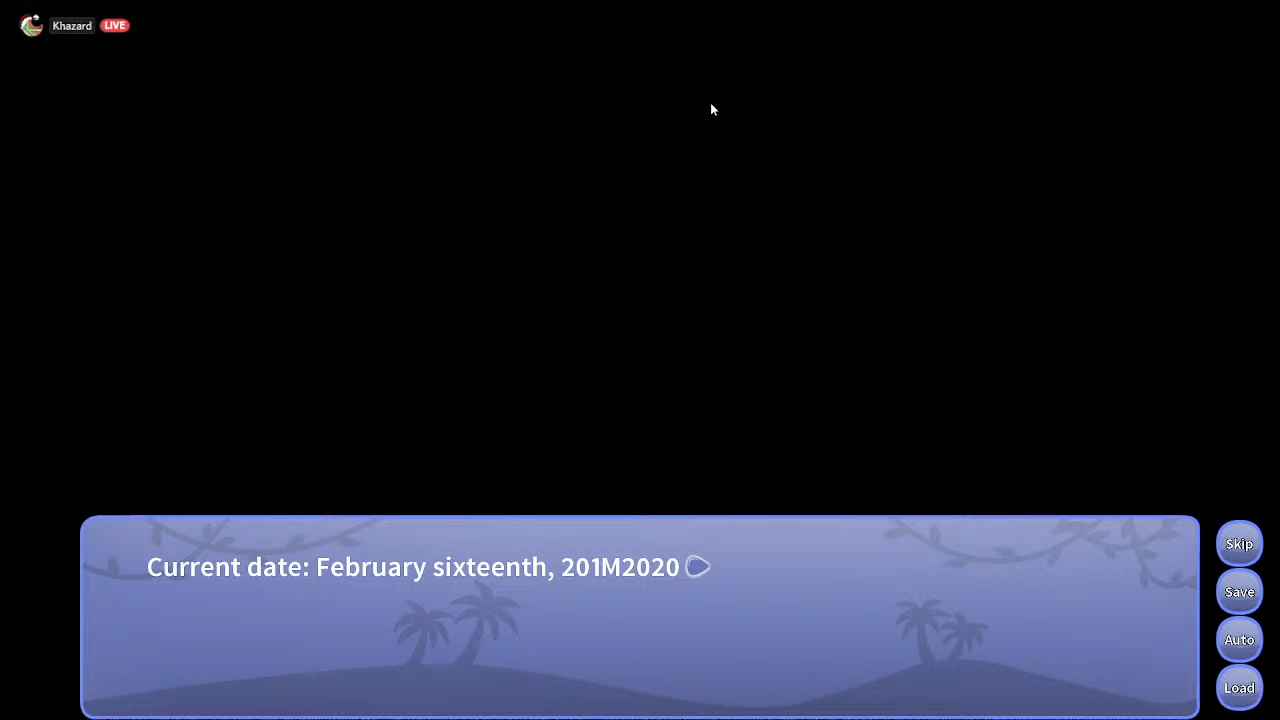 Khazard LIVE
Current date: February sixteenth, 201M2020
Skip
Save
Auto
Load